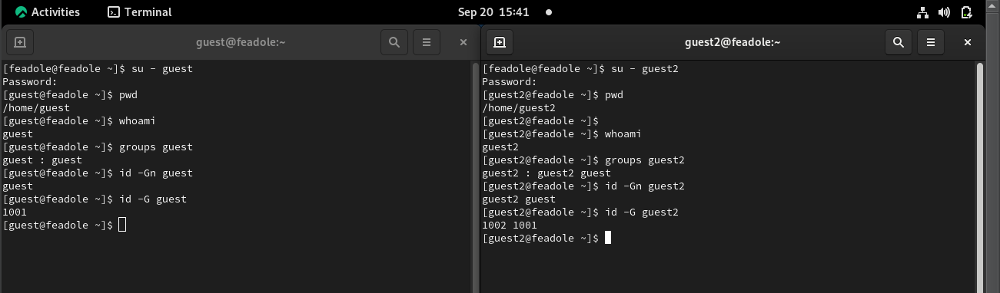 Activities Terminal Sep 20 15:41
guest@feadole:~
[feadole@feadole ~]$ su - guest
Password:
[guest@feadole ~]$ pwd
/home/guest
[guest@feadole ~]$ whoami
guest
[guest@feadole ~]$ groups guest
guest : guest
[guest@feadole ~]$ id -Gn guest
guest
[guest@feadole ~]$ id -G guest
1001
[guest@feadole ~]$
guest2@feadole:~
[feadole@feadole ~]$ su - guest2
Password:
[guest2@feadole ~]$ pwd
/home/guest2
[guest2@feadole ~]$
[guest2@feadole ~]$ whoami
guest2
[guest2@feadole ~]$ groups guest2
guest2 : guest2 guest
[guest2@feadole ~]$ id -Gn guest2
guest2 guest
[guest2@feadole ~]$ id -G guest2
1002 1001
[guest2@feadole ~]$